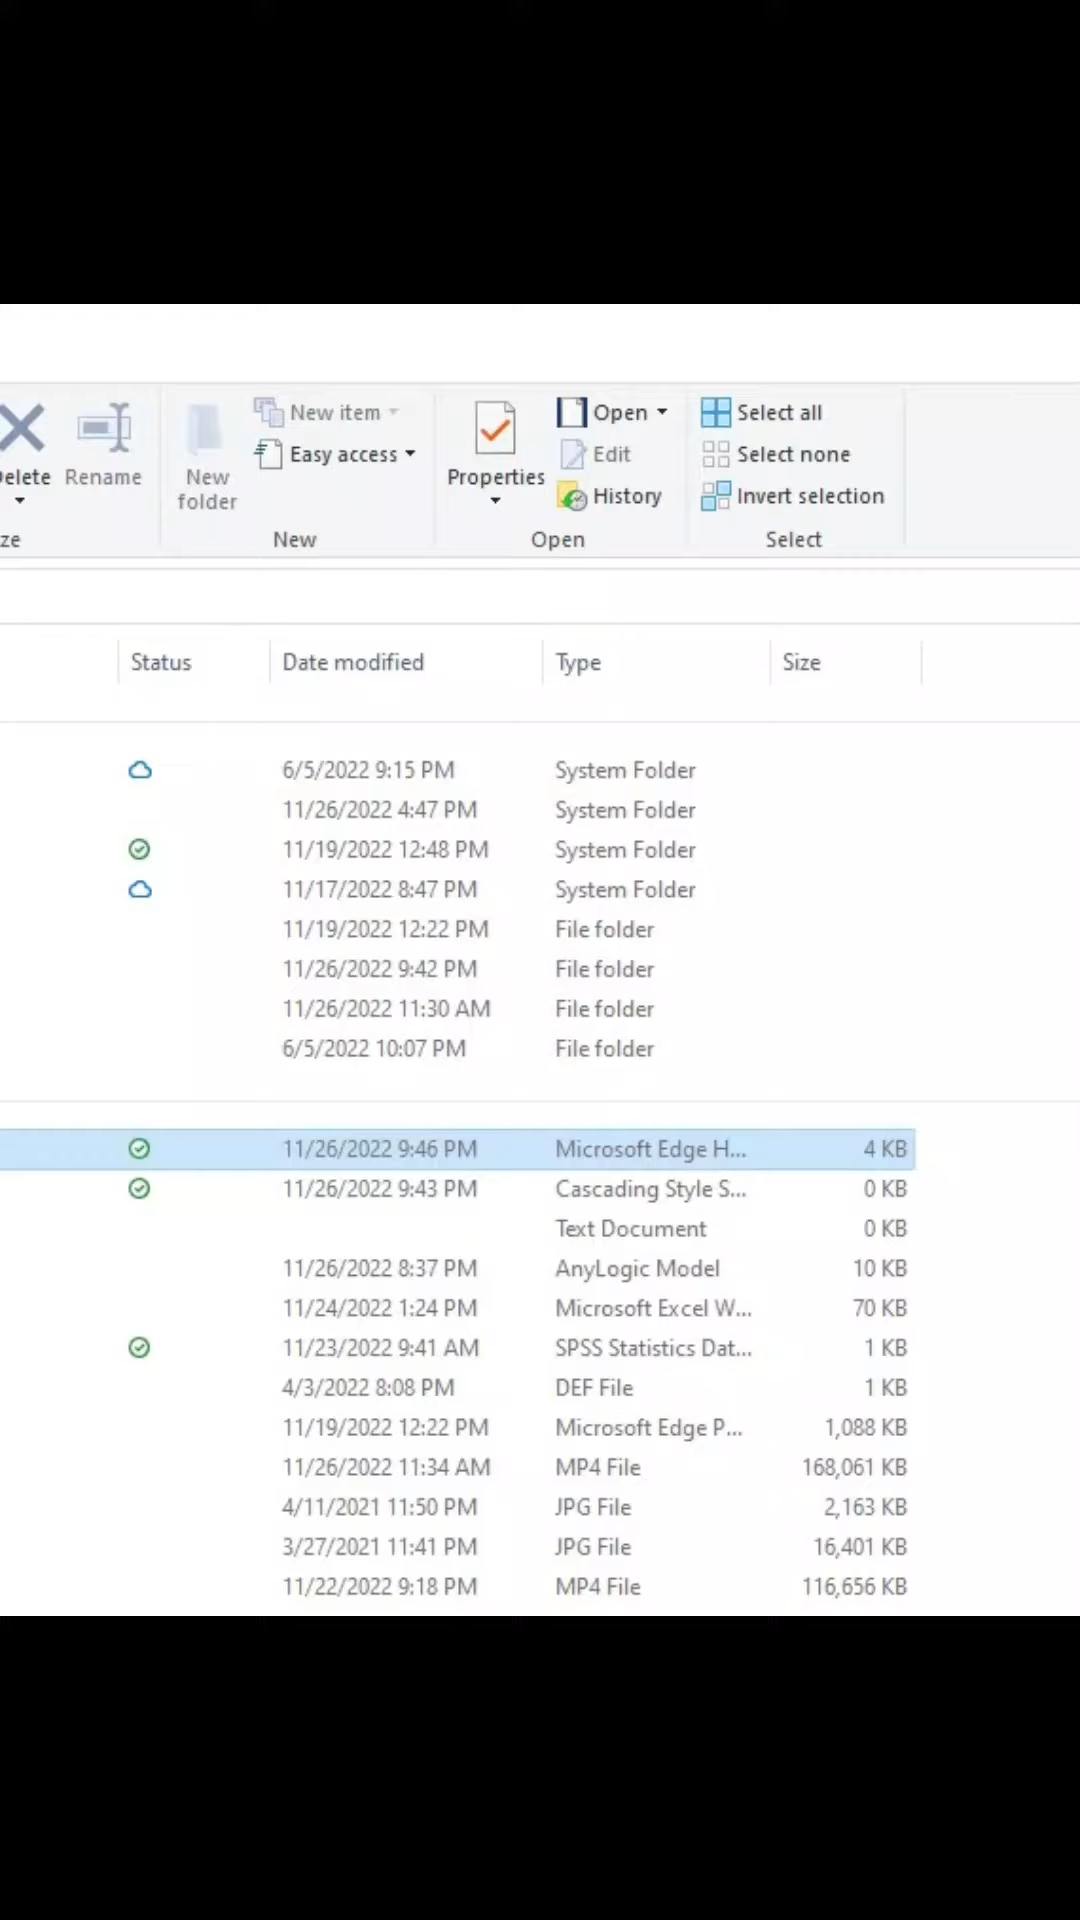 New item
Open
Select all
Easy access
Edit
Select none
Delete
Rename
New folder
Properties
History
Invert selection
New
Open
Select
Status Date modified Type Size
6/5/2022 9:15 PM System Folder
11/26/2022 4:47 PM System Folder
11/19/2022 12:48 PM System Folder
11/17/2022 8:47 PM System Folder
11/19/2022 12:22 PM File folder
11/26/2022 9:42 PM File folder
11/26/2022 11:30 AM File folder
6/5/2022 10:07 PM File folder
11/26/2022 9:46 PM Microsoft Edge H... 4 KB
11/26/2022 9:43 PM Cascading Style S... 0 KB
Text Document 0 KB
11/26/2022 8:37 PM AnyLogic Model 10 KB
11/24/2022 1:24 PM Microsoft Excel W... 70 KB
11/23/2022 9:41 AM SPSS Statistics Dat... 1 KB
4/3/2022 8:08 PM DEF File 1 KB
11/19/2022 12:22 PM Microsoft Edge P... 1,088 KB
11/26/2022 11:34 AM MP4 File 168,061 KB
4/11/2021 11:50 PM JPG File 2,163 KB
3/27/2021 11:41 PM JPG File 16,401 KB
11/22/2022 9:18 PM MP4 File 116,656 KB